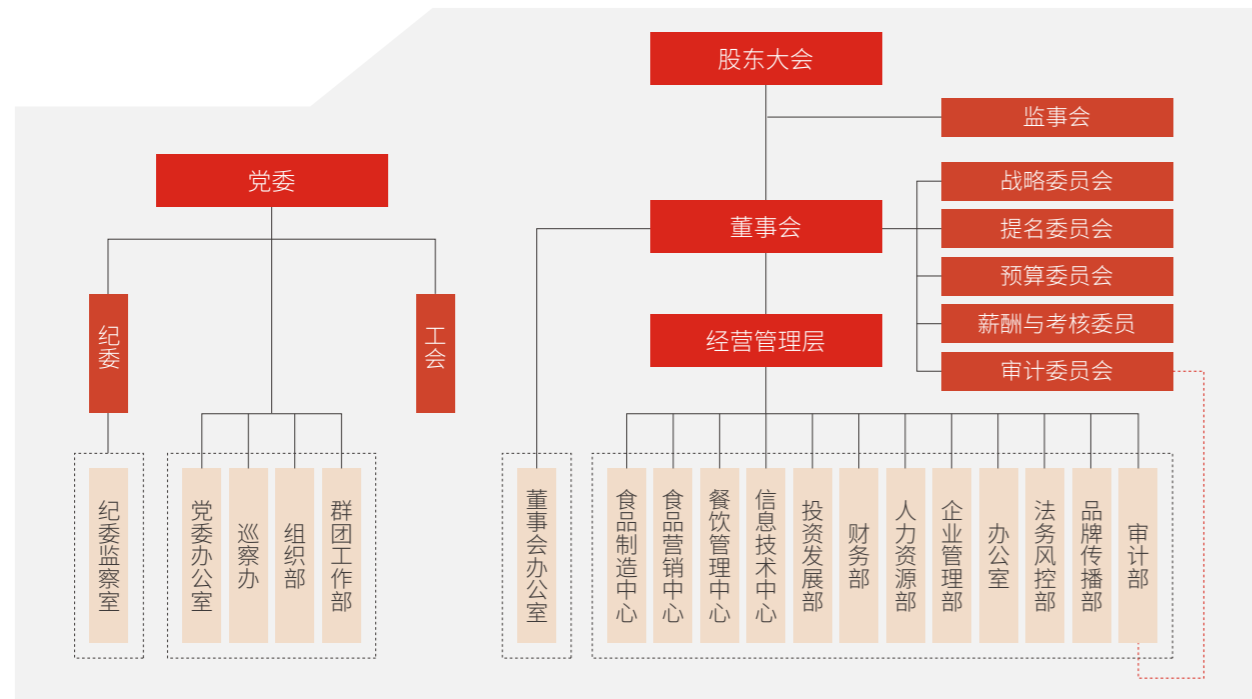 股东大会
监事会
党委
战略委员会
董事会
提名委员会
预算委员会
纪委
工会
经营管理层
薪酬与考核委员
审计委员会
纪委监察室
党委办公室
巡察办
组织部
群团工作部
董事会办公室
食品制造中心
食品营销中心
餐饮管理中心
信息技术中心
投资发展部
财务部
人力资源部
企业管理部
办公室
法务风控部
品牌传播部
审计部